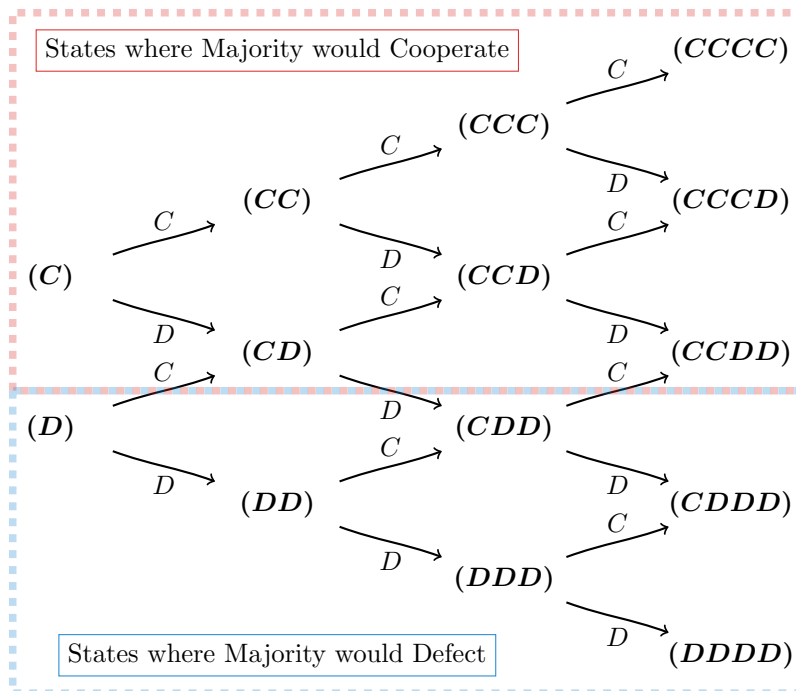 States where Majority would Cooperate
(CCCC)
C
(CCC)
C
D
(CC)
(CCCD)
C
D
C
(C)
(CCD)
D
C
D
(CD)
(CCDD)
C
D
C
(D)
(CDD)
D
C
D
(DD)
(CDDD)
D
C
(DDD)
D
States where Majority would Defect
(DDDD)